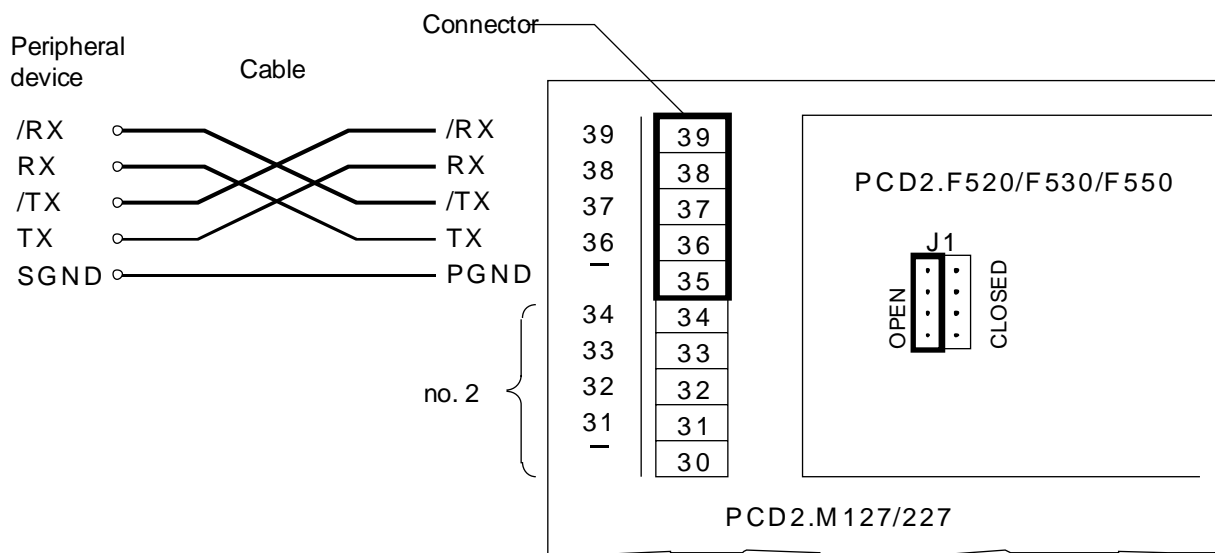 Connector
Peripheral
device
Cable
/RX
RX
/TX
TX
SGND
/RX
RX
/TX
TX
PGND
no. 2
39
38
37
36
–
34
33
32
31
–
39
38
37
36
35
34
33
32
31
30
PCD2.F520/F530/F550
J1
OPEN
CLOSED
PCD2.M127/227